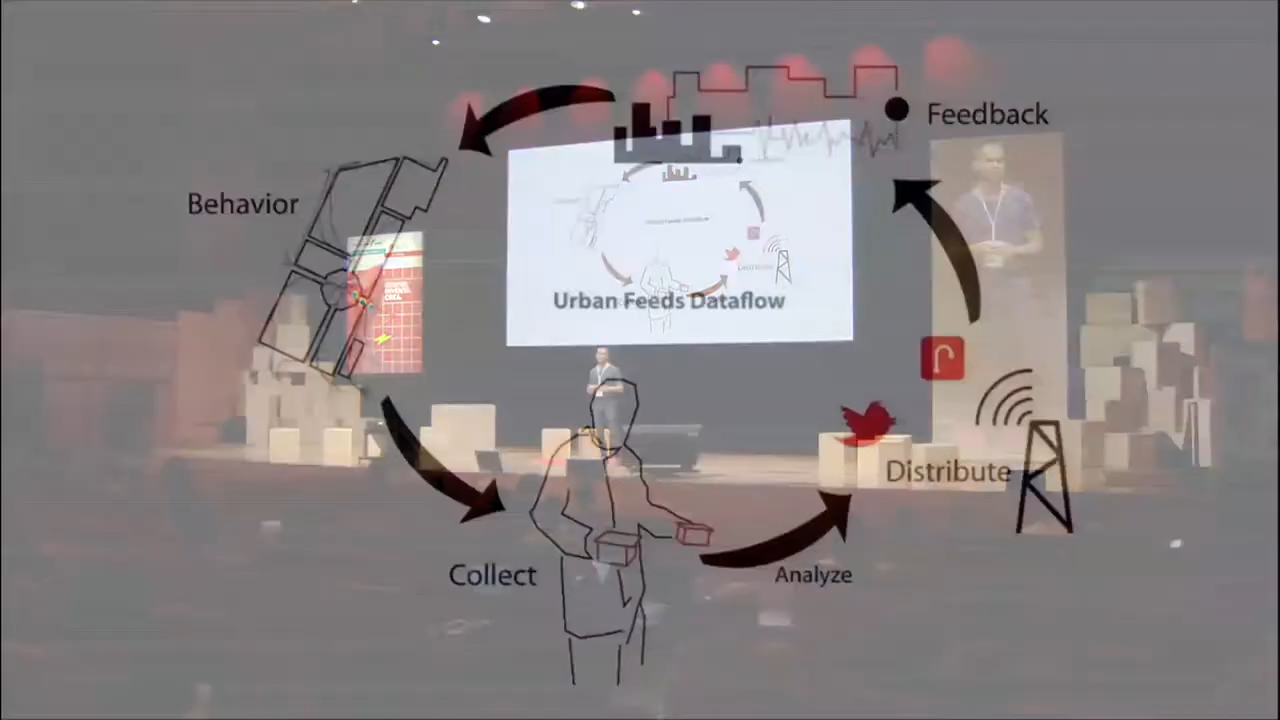 Feedback
Behavior
Urban Feeds Dataflow
Distribute
Collect
Analyze